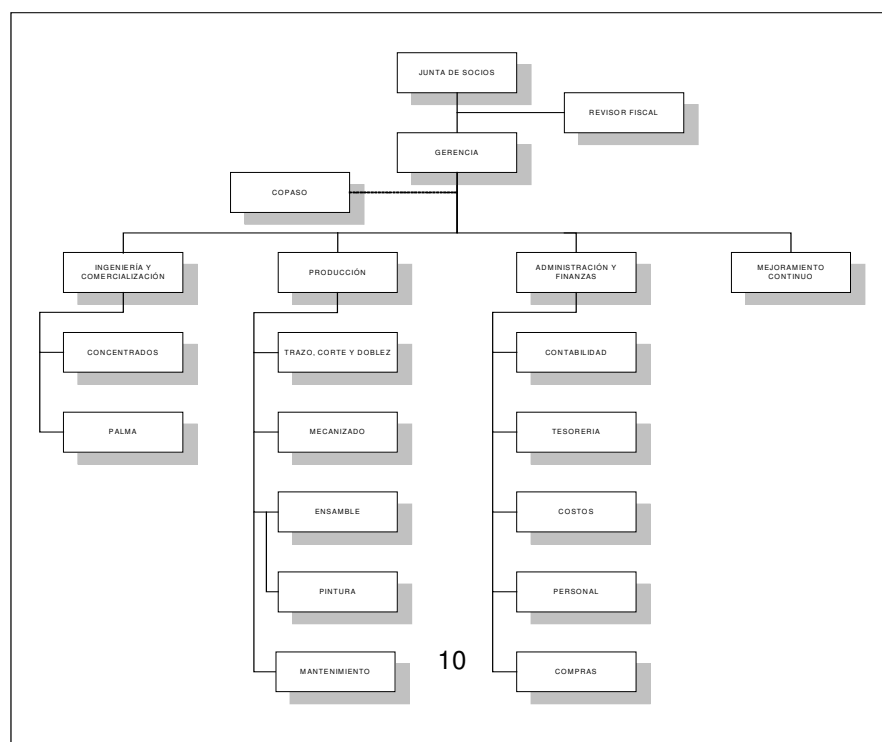 JUNTA DE SOCIOS
REVISOR FISCAL
GERENCIA
COPASO
INGENIERÍA Y
COMERCIALIZACIÓN
PRODUCCIÓN
ADMINISTRACIÓN Y
FINANZAS
MEJORAMIENTO
CONTINUO
CONCENTRADOS
TRAZO, CORTE Y DOBLEZ
CONTABILIDAD
PALMA
MECANIZADO
TESORERIA
ENSAMBLE
COSTOS
PINTURA
PERSONAL
MANTENIMIENTO
10
COMPRAS